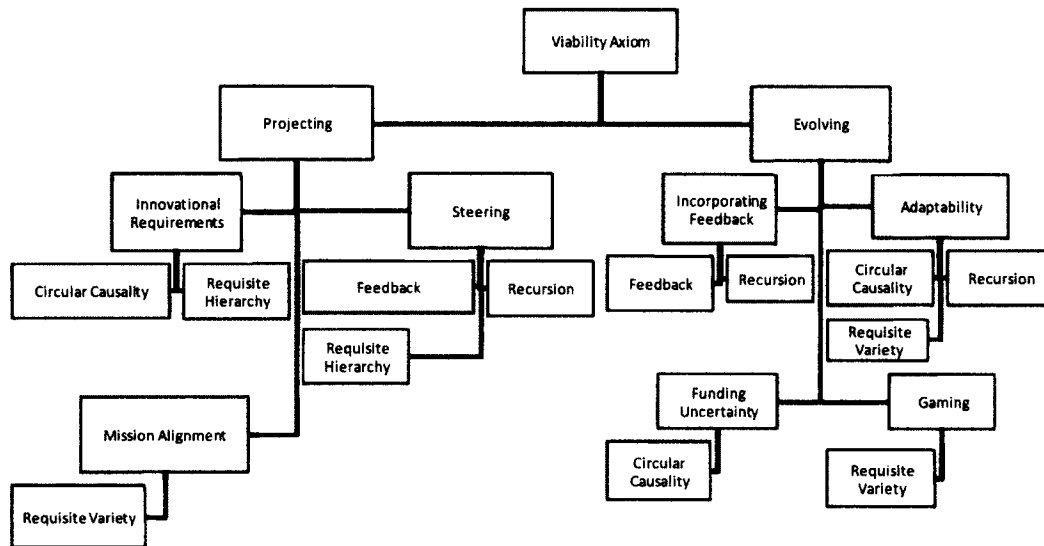 Viability Axiom
Projecting
Evolving
Innovational
Requirements
Steering
Incorporating
Feedback
Adaptability
Circular Causality
Requisite
Hierarchy
Feedback
Recursion
Feedback
Recursion
Circular
Causality
Recursion
Requisite
Hierarchy
Requisite
Variety
Mission Alignment
Funding
Uncertainty
Gaming
Requisite Variety
Circular
Causality
Requisite
Variety